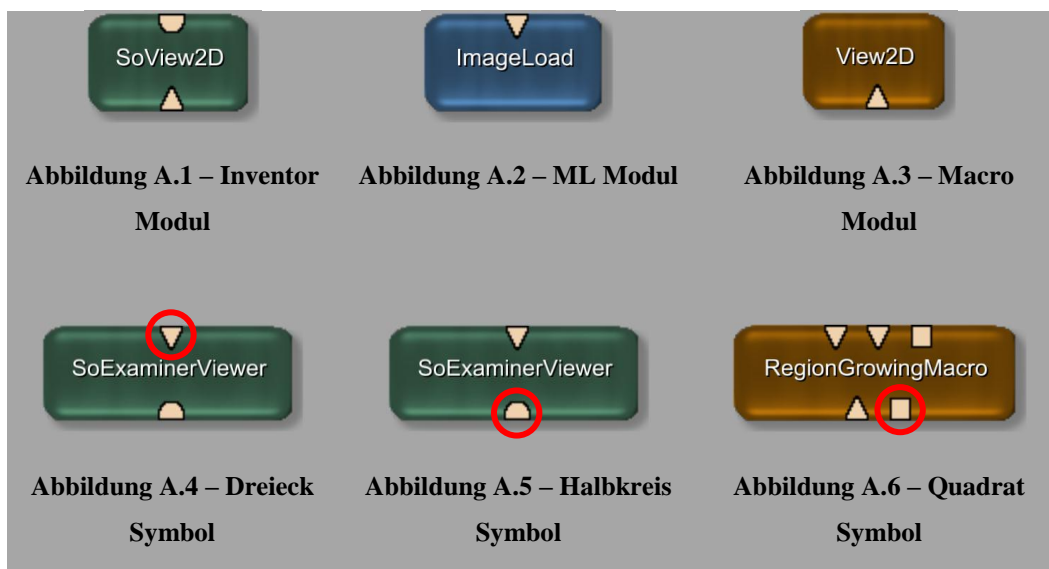 SoView2D
ImageLoad
View2D
Abbildung A.1 – Inventor
Modul
Abbildung A.2 – ML Modul
Abbildung A.3 – Macro
Modul
SoExaminerViewer
SoExaminerViewer
RegionGrowingMacro
Abbildung A.4 – Dreieck
Symbol
Abbildung A.5 – Halbkreis
Symbol
Abbildung A.6 – Quadrat
Symbol